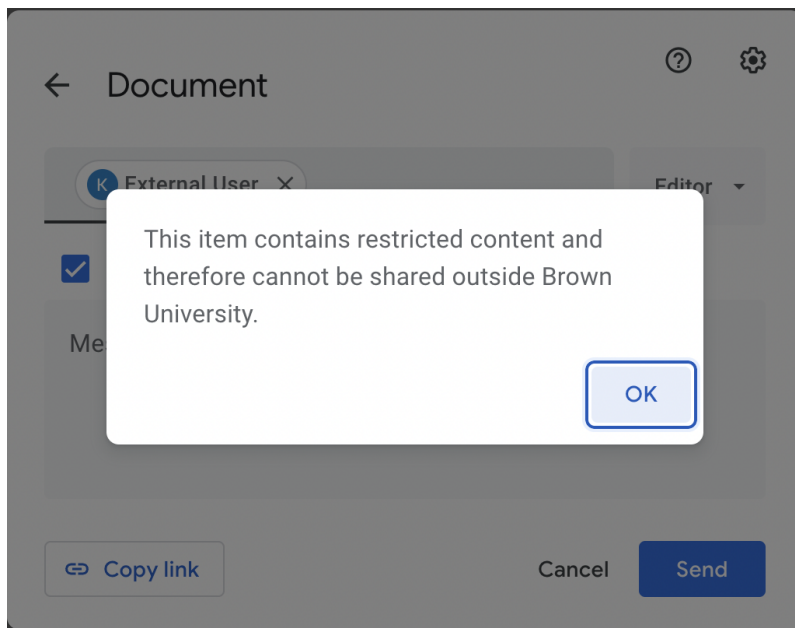 Document
K External User
Editor
This item contains restricted content and
therefore cannot be shared outside Brown
University.
OK
Copy link
Cancel
Send